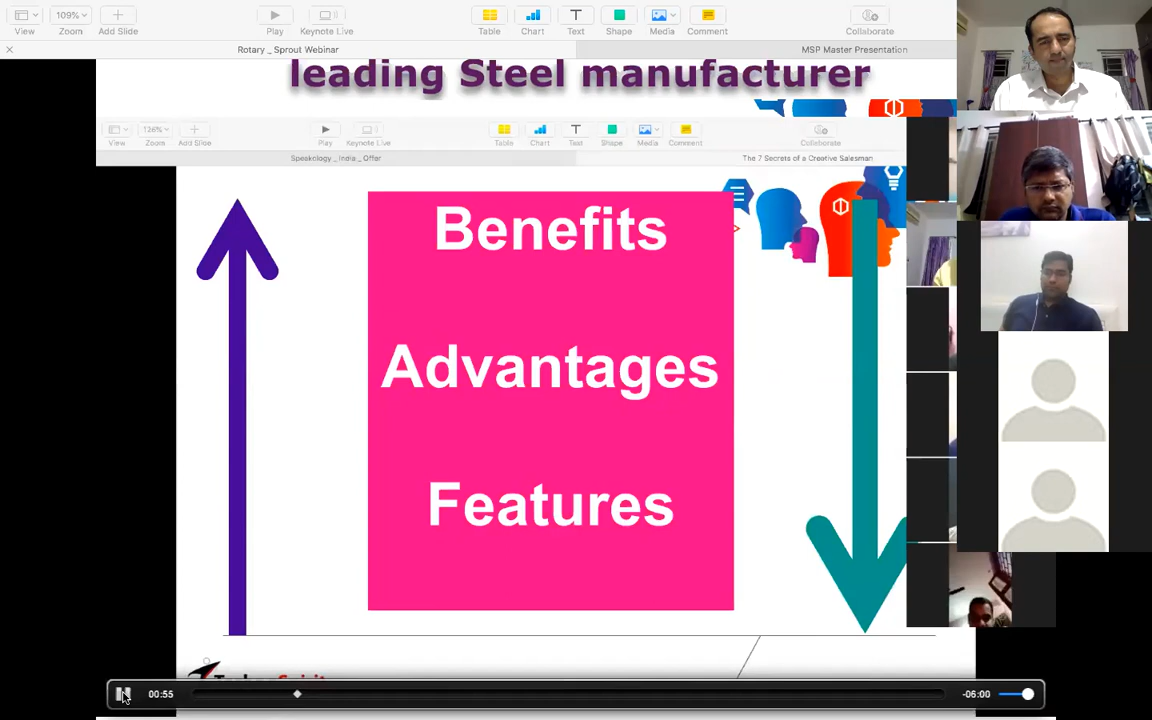 109%
View
Zoom
Add Slide
Play
Keynote Live
Table
Chart
Text
Shape
Media
Comment
Collaborate
Rotary _ Sprout Webinar
MSP Master Presentation
leading Steel manufacturer
126%
View
Zoom
Add Slide
Play
Keynote Live
Table
Chart
Text
Shape
Media
Comment
Collaborate
Speakology _ India _ Offer
The 7 Secrets of a Creative Salesman
Benefits
Advantages
Features
00:55
-06:00